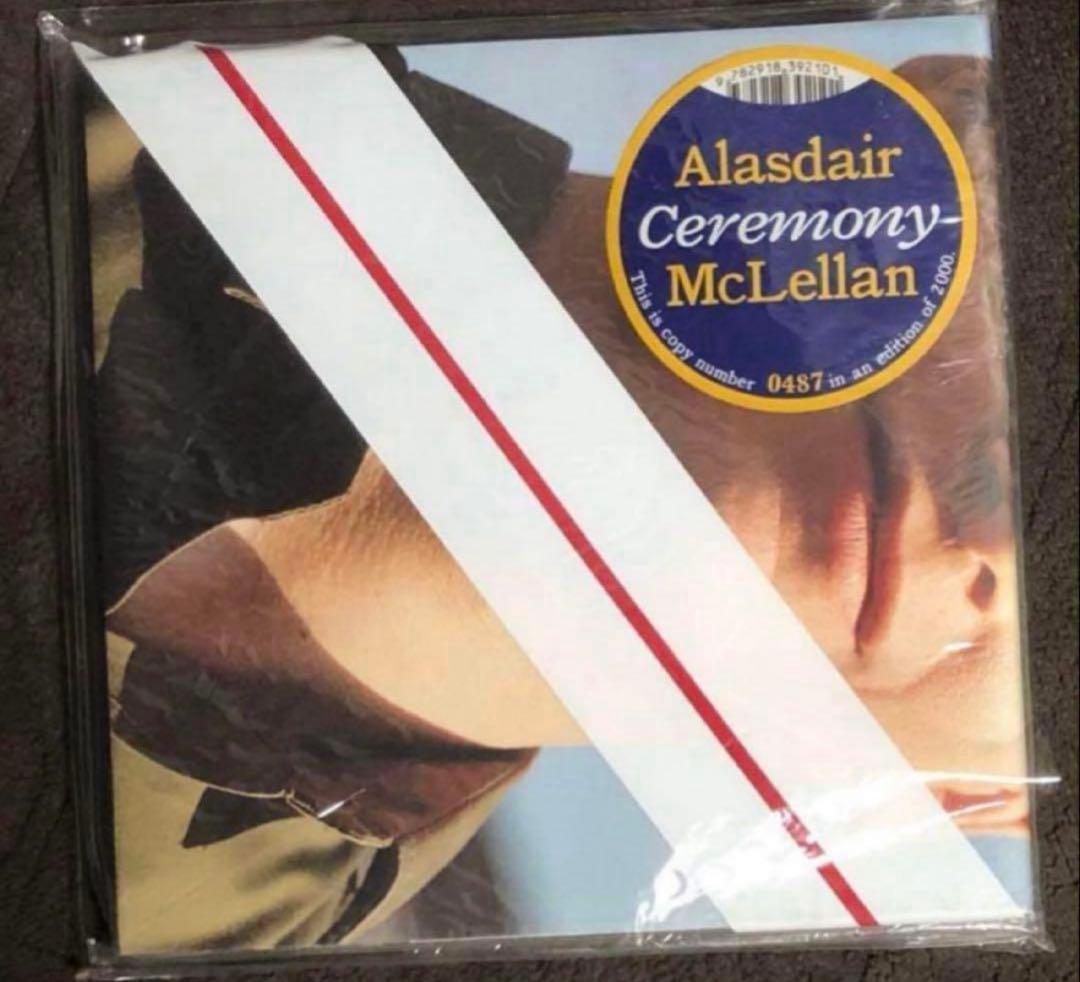 9 782918 392101
Alasdair
Ceremony-
McLellan
This is copy number 0487 in an edition of 2000.